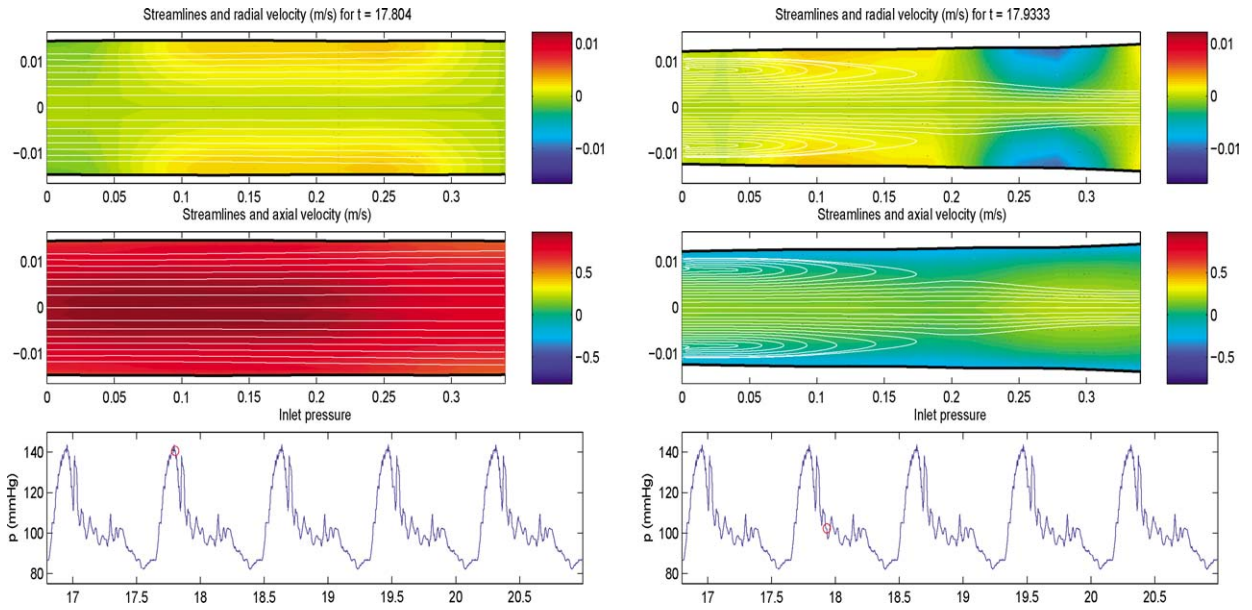 Streamlines and radial velocity (m/s) for t = 17.804
0.01
0
−0.01
0 0.05 0.1 0.15 0.2 0.25 0.3
0.01
0
−0.01
Streamlines and axial velocity (m/s)
0.01
0
−0.01
0 0.05 0.1 0.15 0.2 0.25 0.3
0.5
0
−0.5
Inlet pressure
p (mmHg)
140
120
100
80
17 17.5 18 18.5 19 19.5 20 20.5
Streamlines and radial velocity (m/s) for t = 17.9333
0.01
0
−0.01
0 0.05 0.1 0.15 0.2 0.25 0.3
0.01
0
−0.01
Streamlines and axial velocity (m/s)
0.01
0
−0.01
0 0.05 0.1 0.15 0.2 0.25 0.3
0.5
0
−0.5
Inlet pressure
p (mmHg)
140
120
100
80
17 17.5 18 18.5 19 19.5 20 20.5